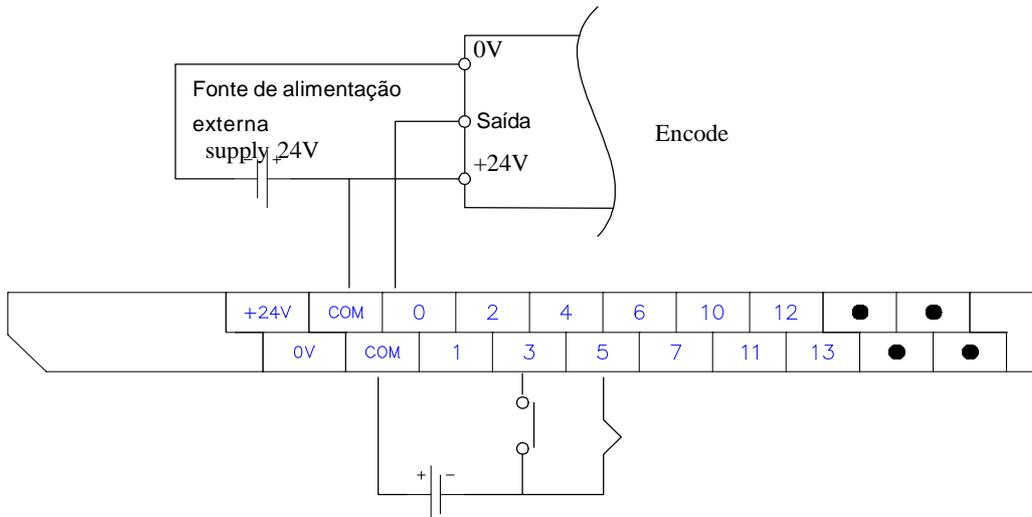 0V
Fonte de alimentação
externa
supply 24V
Saída
+24V
Encode
- +
+24V COM 0 2 4 6 10 12
0V COM 1 3 5 7 11 13
+ -